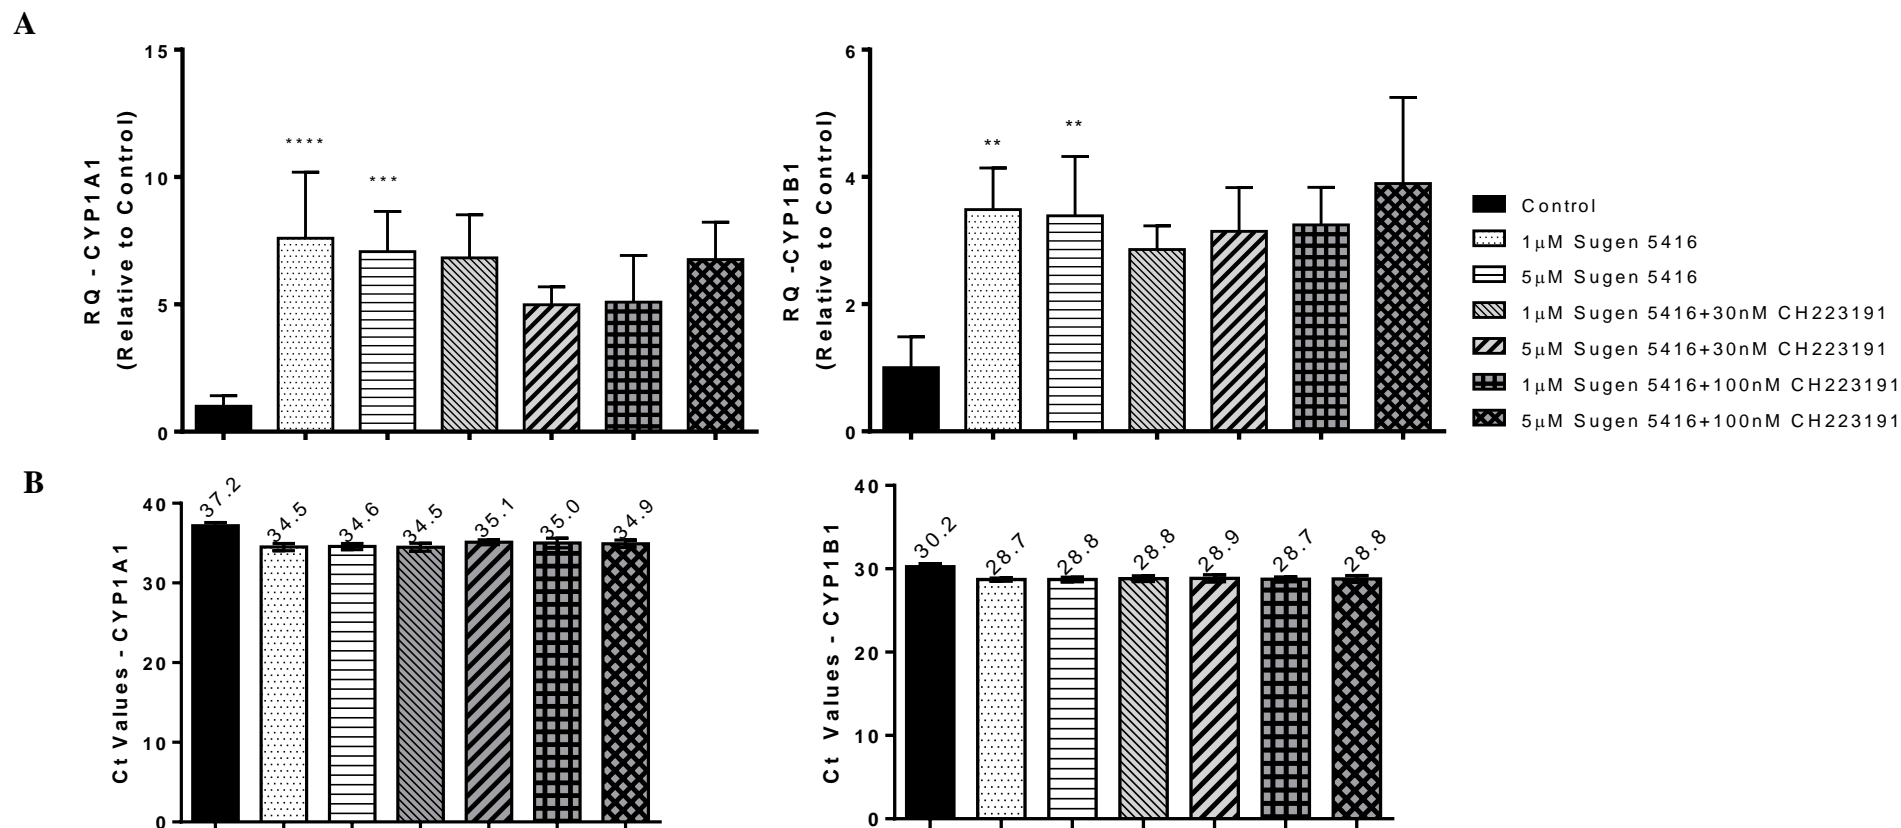 A
RQ - CYP1A1
(Relative to Control)
15
10
5
0
****
***
RQ -CYP1B1
(Relative to Control)
6
4
2
0
**
**
Control
1μM Sugen 5416
5μM Sugen 5416
1μM Sugen 5416+30nM CH223191
5μM Sugen 5416+30nM CH223191
1μM Sugen 5416+100nM CH223191
5μM Sugen 5416+100nM CH223191
B
Ct Values - CYP1A1
40
30
20
10
0
37.2
34.5
34.6
34.5
35.1
35.0
34.9
Ct Values - CYP1B1
40
30
20
10
0
30.2
28.7
28.8
28.8
28.9
28.7
28.8